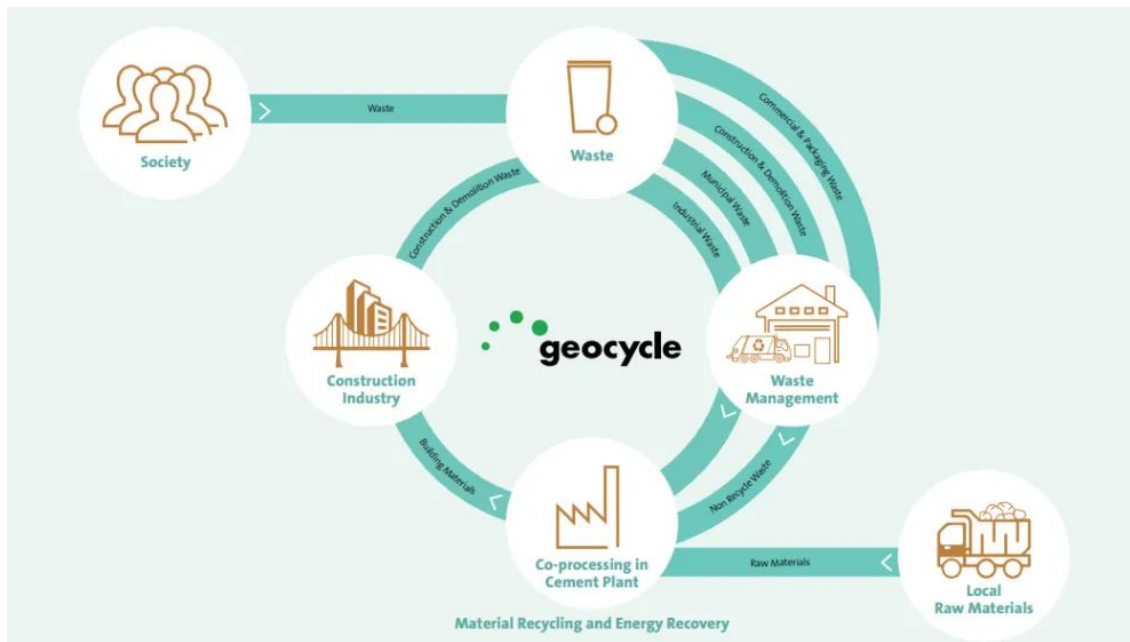 Society
Waste
Waste
Commercial & Packaging Waste
Construction & Demolition Waste
Municipal Waste
Industrial Waste
Construction & Demolition Waste
Construction
Industry
geocycle
Waste
Management
Building Materials
Non Recycle Waste
Co-processing in
Cement Plant
Raw Materials
Local
Raw Materials
Material Recycling and Energy Recovery